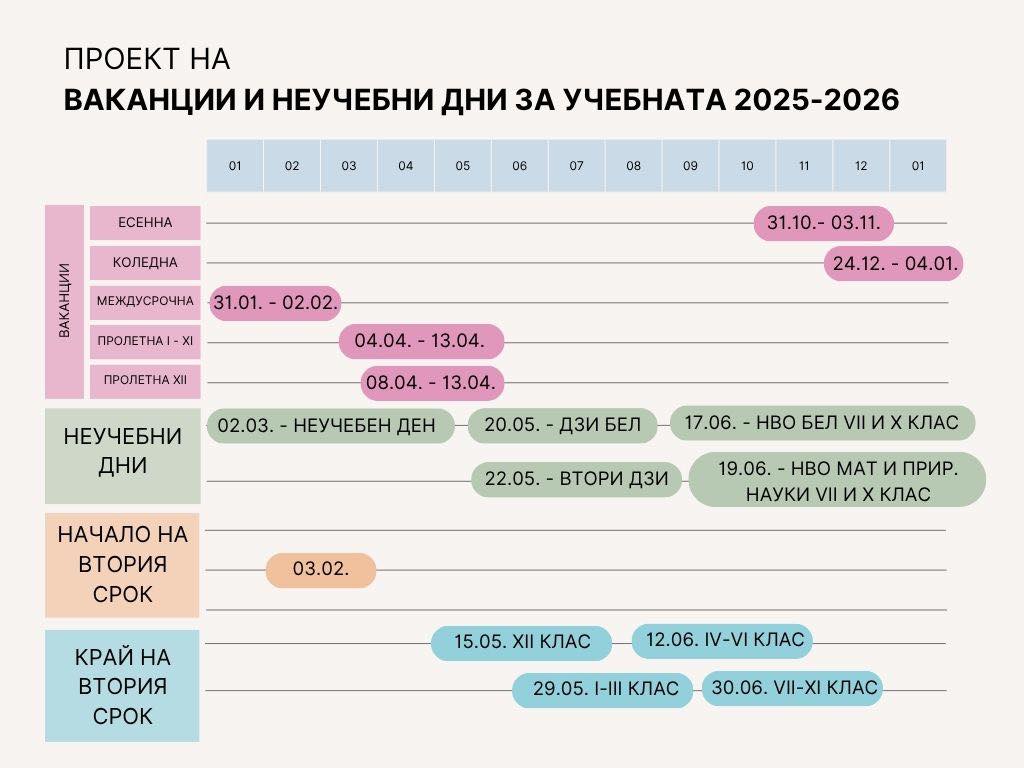 ПРОЕКТ НА
ВАКАНЦИИ И НЕУЧЕБНИ ДНИ ЗА УЧЕБНАТА 2025-2026
01 02 03 04 05 06 07 08 09 10 11 12 01
ВАКАНЦИИ
ЕСЕННА 31.10.- 03.11.
КОЛЕДНА 24.12. - 04.01.
МЕЖДУСРОЧНА 31.01. - 02.02.
ПРОЛЕТНА I - XI 04.04. - 13.04.
ПРОЛЕТНА XII 08.04. - 13.04.
НЕУЧЕБНИ
ДНИ
02.03. - НЕУЧЕБЕН ДЕН 20.05. - ДЗИ БЕЛ 17.06. - НВО БЕЛ VII И X КЛАС
22.05. - ВТОРИ ДЗИ 19.06. - НВО МАТ И ПРИР.
НАУКИ VII И X КЛАС
НАЧАЛО НА
ВТОРИЯ
СРОК
03.02.
КРАЙ НА
ВТОРИЯ
СРОК
15.05. XII КЛАС 12.06. IV-VI КЛАС
29.05. I-III КЛАС 30.06. VII-XI КЛАС